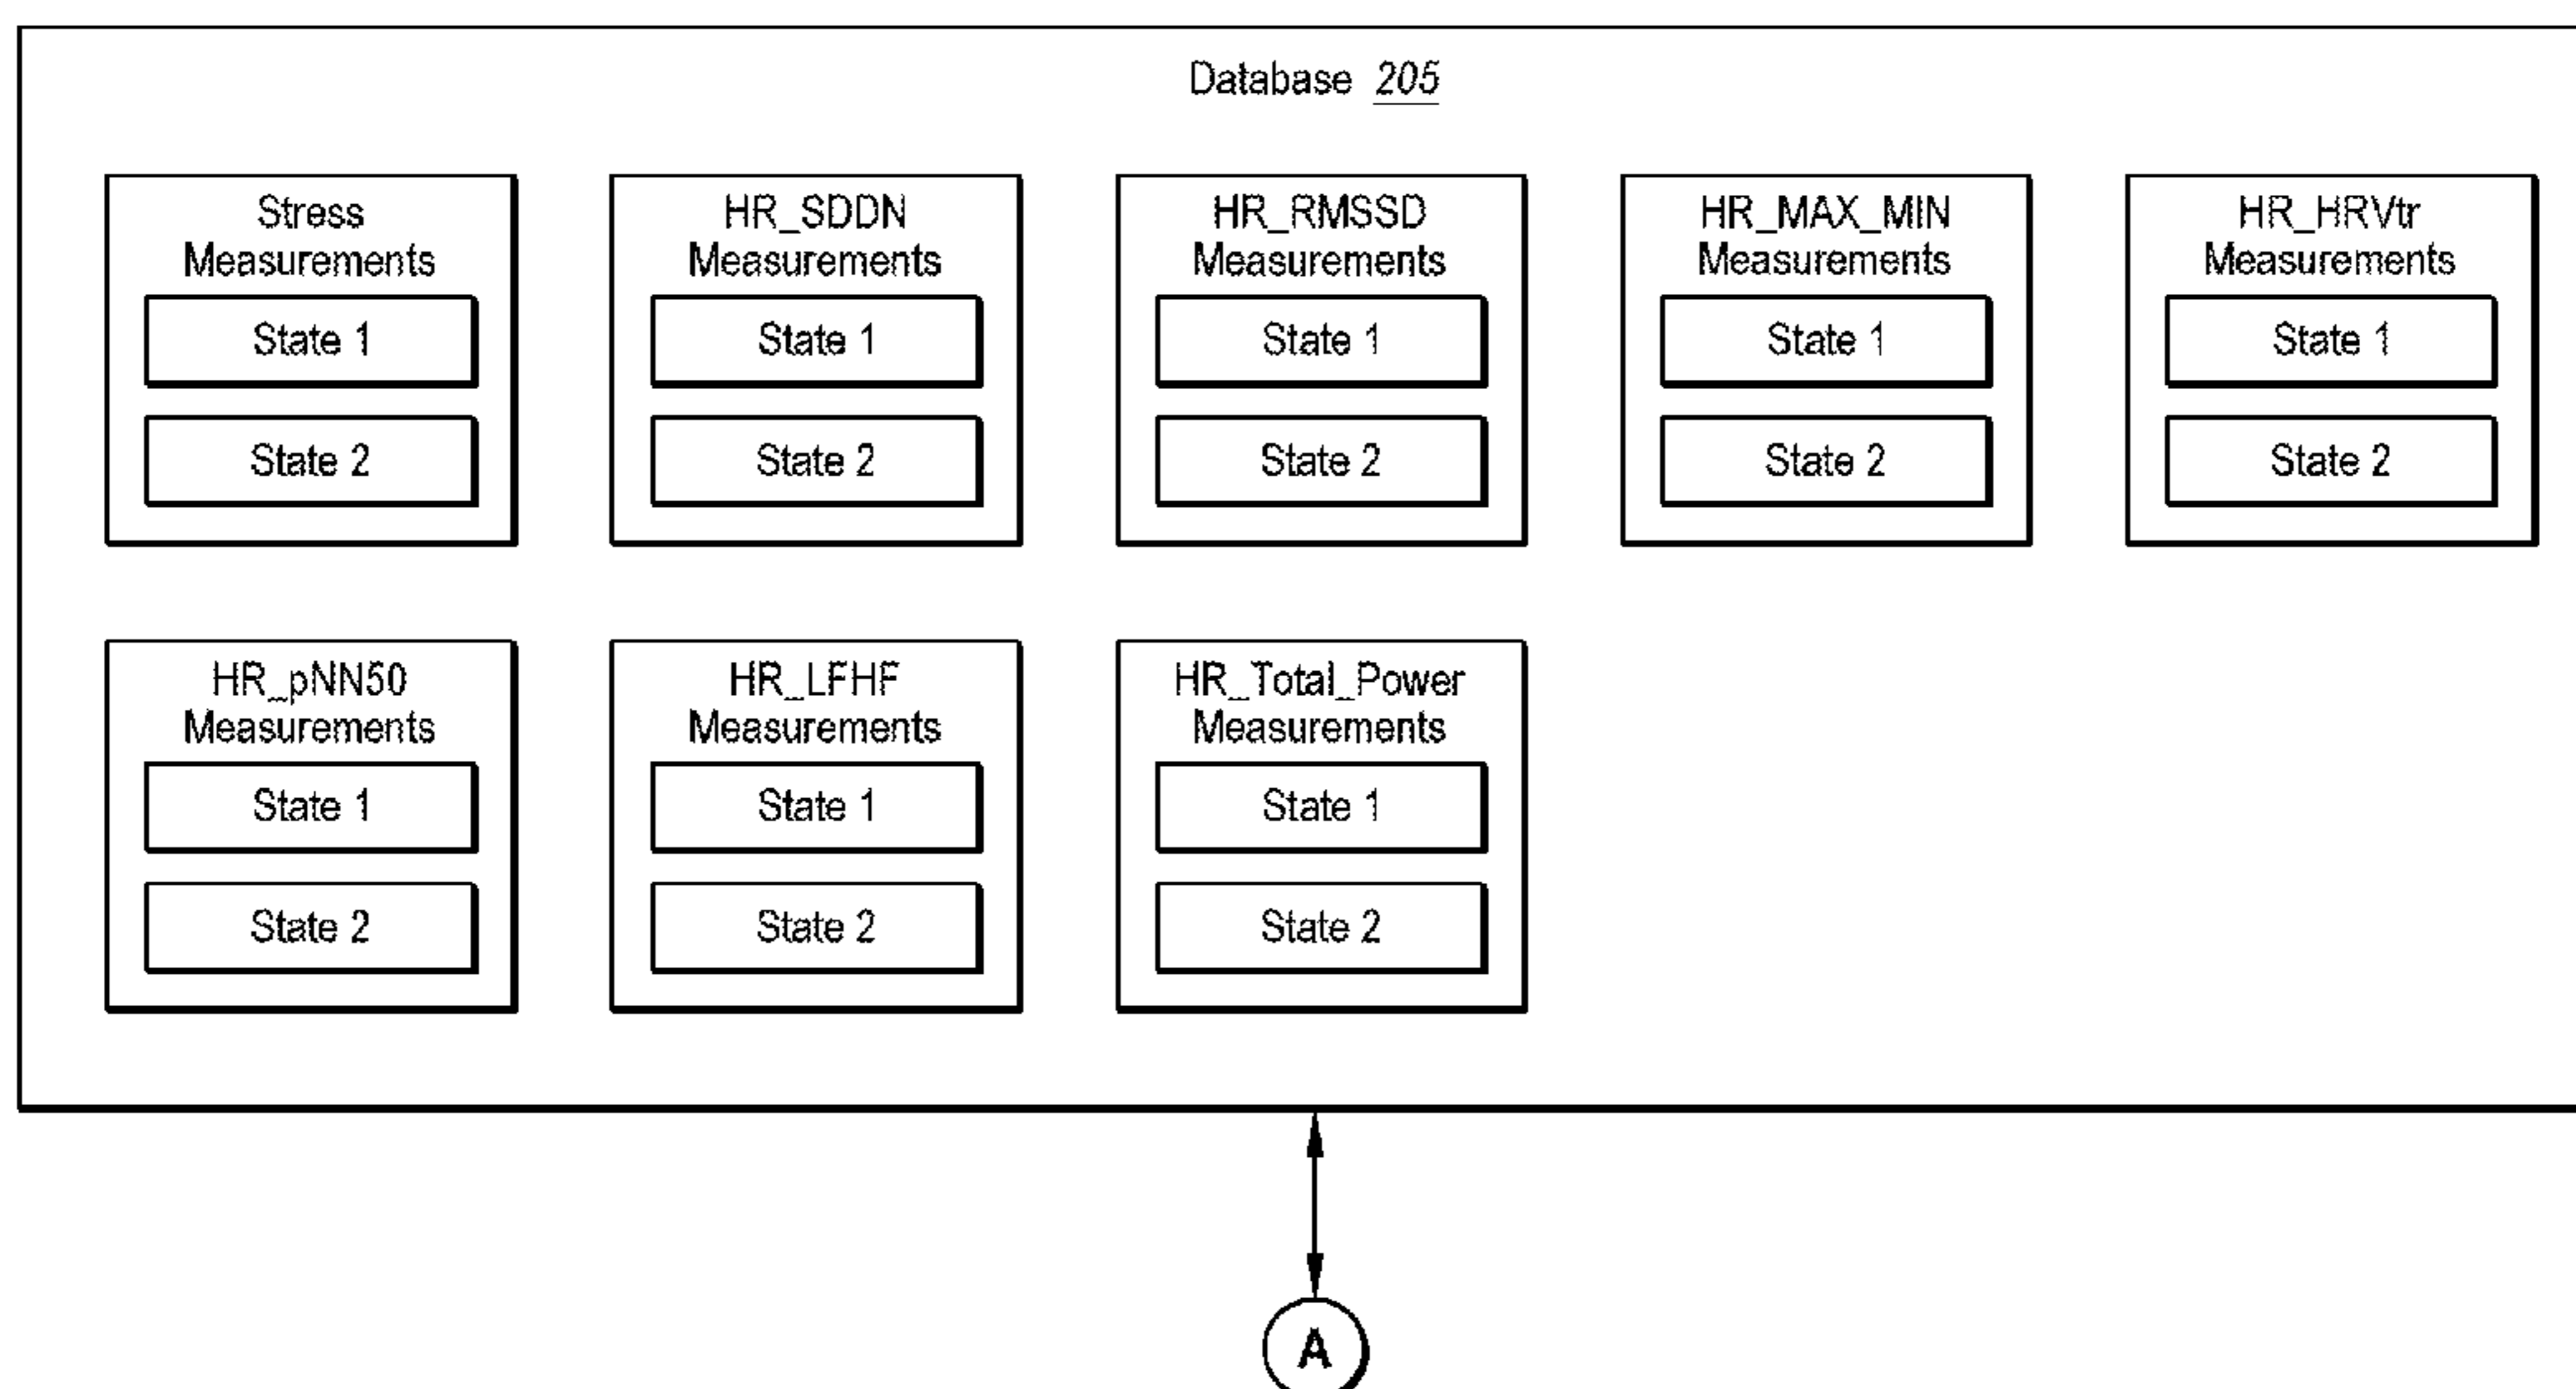 Database 205
Stress
Measurements
State 1
State 2
HR_SDDN
Measurements
State 1
State 2
HR_RMSSD
Measurements
State 1
State 2
HR_MAX_MIN
Measurements
State 1
State 2
HR_HRVtr
Measurements
State 1
State 2
HR_pNN50
Measurements
State 1
State 2
HR_LFHF
Measurements
State 1
State 2
HR_Total_Power
Measurements
State 1
State 2
A